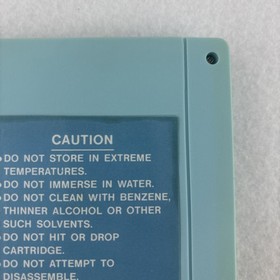 CAUTION
•DO NOT STORE IN EXTREME
TEMPERATURES.
•DO NOT IMMERSE IN WATER.
•DO NOT CLEAN WITH BENZENE,
THINNER ALCOHOL OR OTHER
SUCH SOLVENTS.
•DO NOT HIT OR DROP
CARTRIDGE.
•DO NOT ATTEMPT TO
DISASSEMBLE.